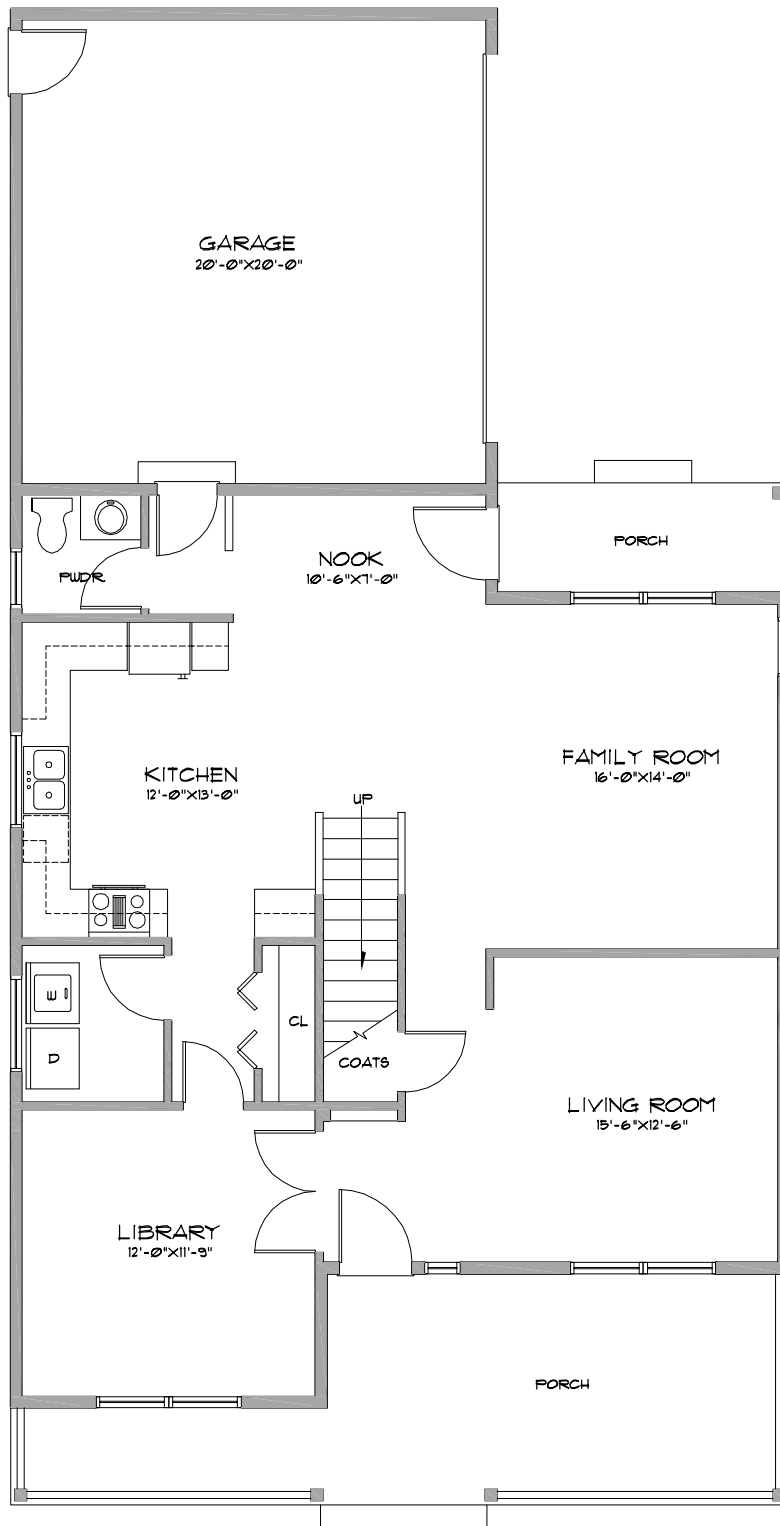 GARAGE
20'-0"X20'-0"
PORCH
NOOK
10'-6"X7'-0"
PWDR.
FAMILY ROOM
16'-0"X14'-0"
KITCHEN
12'-0"X13'-0"
UP
W
CL
D
COATS
LIVING ROOM
15'-6"X12'-6"
LIBRARY
12'-0"X11'-9"
PORCH